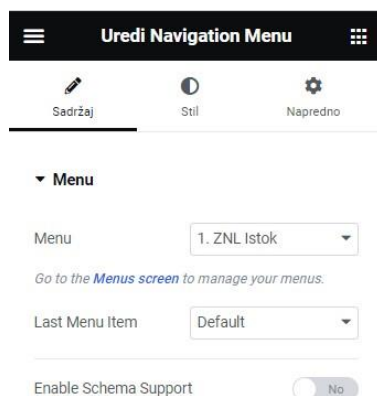 Uredi Navigation Menu
Sadržaj Stil Napredno
Menu
Menu 1. ZNL Istok
Go to the Menus screen to manage your menus.
Last Menu Item Default
Enable Schema Support No